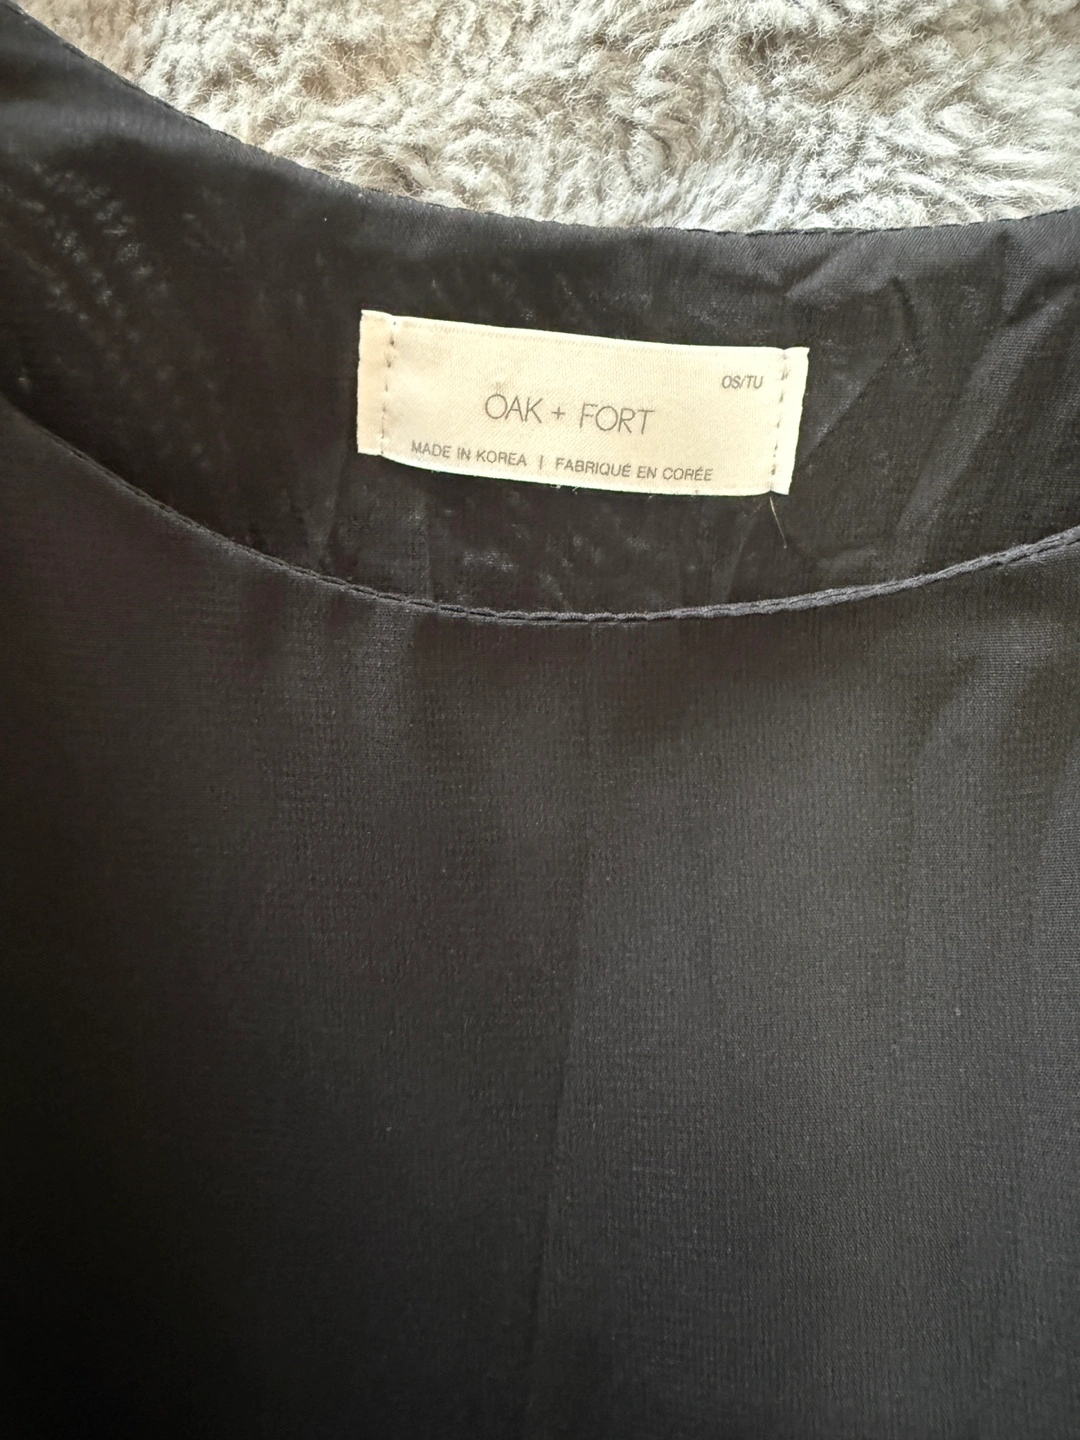 OS/TU
OAK + FORT
MADE IN KOREA | FABRIQUÉ EN CORÉE